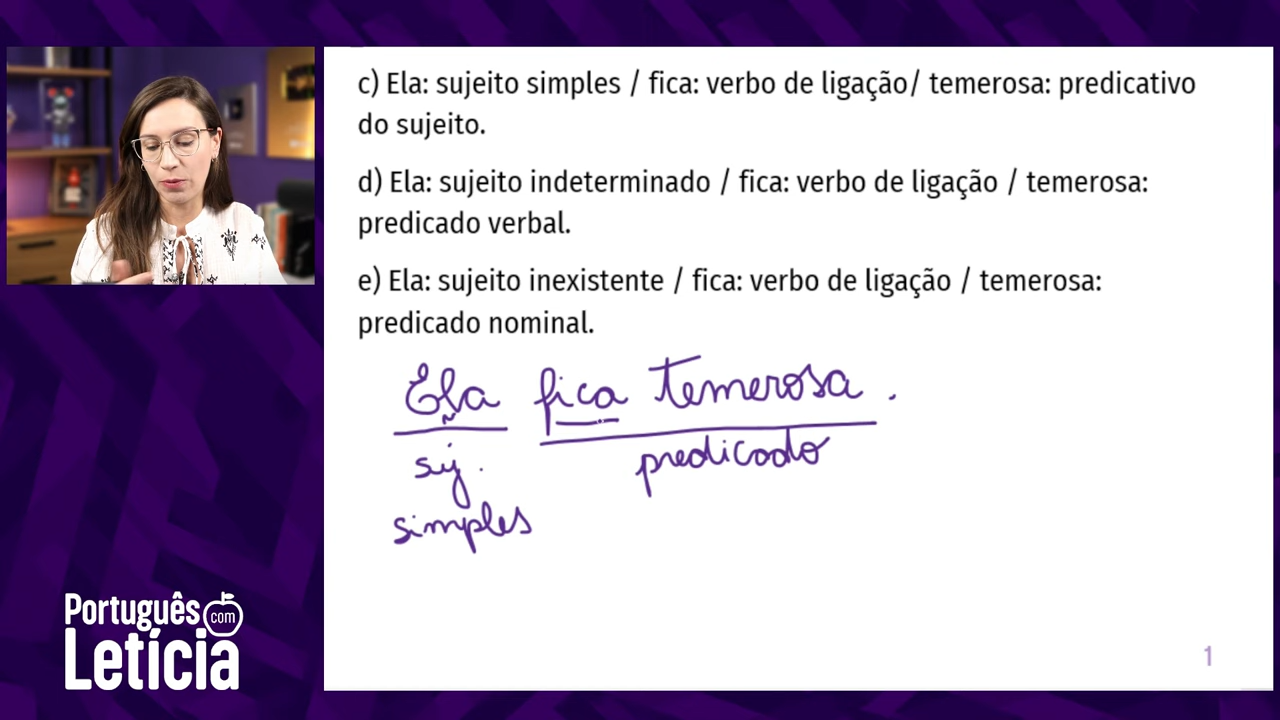 c) Ela: sujeito simples / fica: verbo de ligação/ temerosa: predicativo
do sujeito.
d) Ela: sujeito indeterminado / fica: verbo de ligação / temerosa:
predicado verbal.
e) Ela: sujeito inexistente / fica: verbo de ligação / temerosa:
predicado nominal.
Ela fica temerosa.
suj. predicado
simples
Português com
Letícia
1